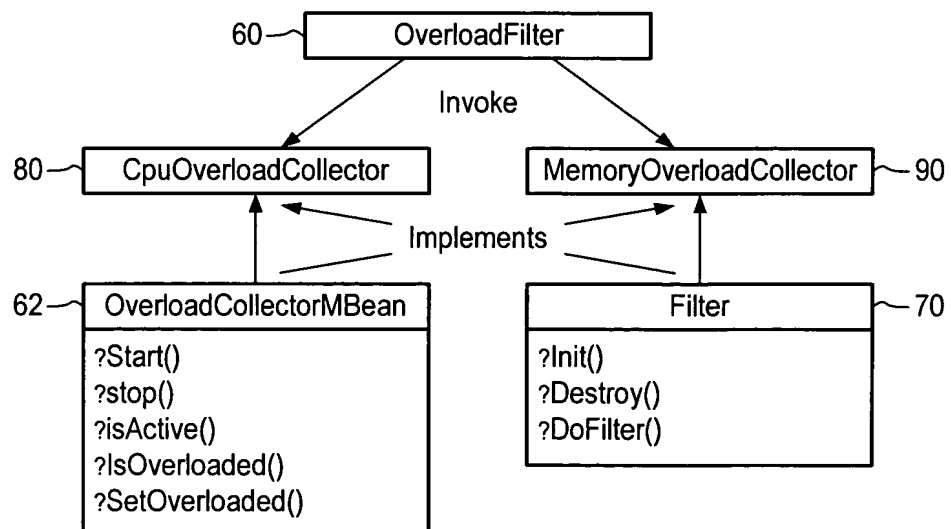 60
OverloadFilter
Invoke
80
CpuOverloadCollector
MemoryOverloadCollector
90
Implements
62
OverloadCollectorMBean
Filter
70
?Start()
?stop()
?isActive()
?IsOverloaded()
?SetOverloaded()
?Init()
?Destroy()
?DoFilter()